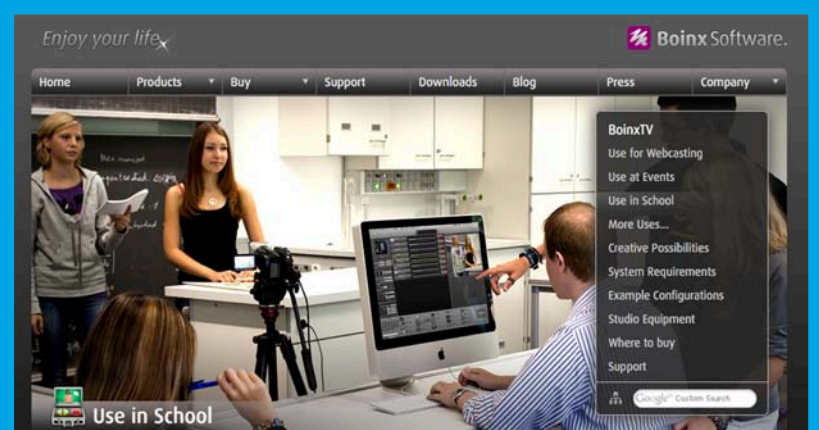 Enjoy your life
Boinx Software.
Home Products Buy Support Downloads Blog Press Company
BoinxTV
Use for Webcasting
Use at Events
Use in School
More Uses...
Creative Possibilities
System Requirements
Example Configurations
Studio Equipment
Where to buy
Support
Google™ Custom Search
Use in School